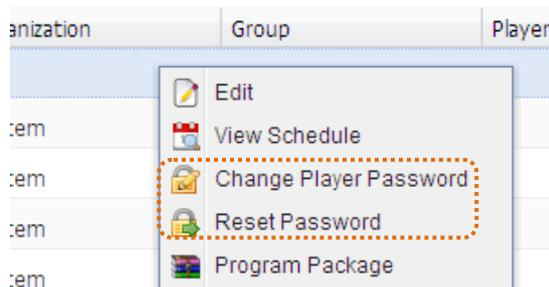 anization Group Player
Edit
tem View Schedule
tem Change Player Password
tem Reset Password
tem Program Package